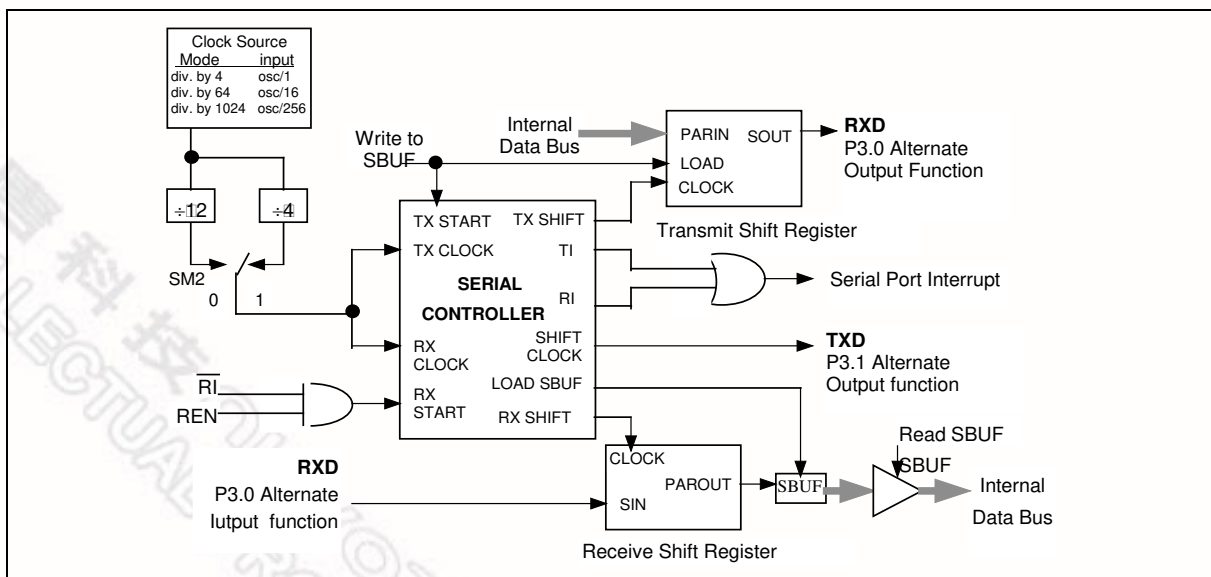 Clock Source
Mode input
div. by 4 osc/1
div. by 64 osc/16
div. by 1024 osc/256
÷12
÷4
SM2
0 1
Write to
SBUF
Internal
Data Bus
PARIN
SOUT
LOAD
CLOCK
RXD
P3.0 Alternate
Output Function
Transmit Shift Register
TX START
TX SHIFT
TX CLOCK
TI
SERIAL
CONTROLLER
RI
RX
CLOCK
SHIFT
CLOCK
LOAD SBUF
RX
START
RX SHIFT
Serial Port Interrupt
TXD
P3.1 Alternate
Output function
RI
REN
RXD
P3.0 Alternate
Iutput function
CLOCK
PAROUT
SIN
Receive Shift Register
SBUF
Read SBUF
SBUF
Internal
Data Bus
書科技